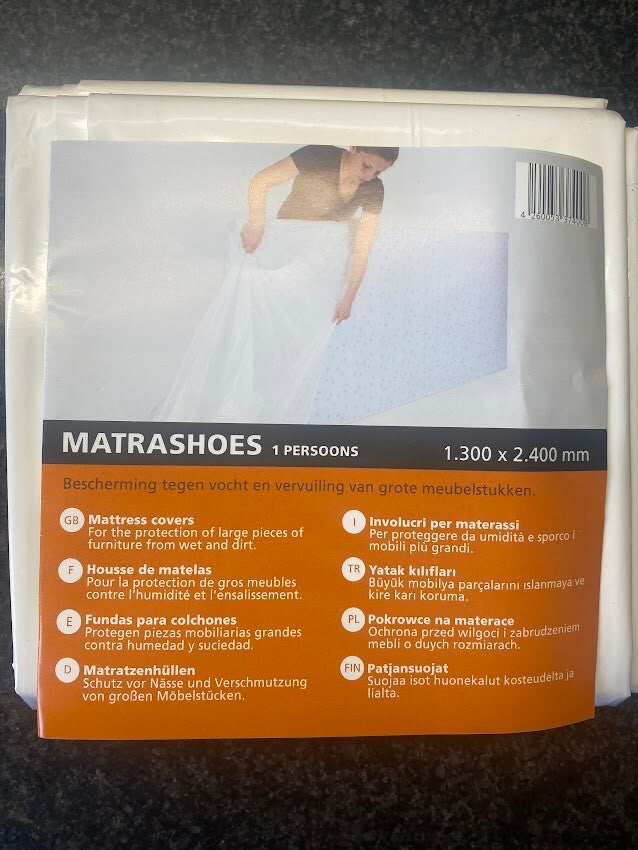 4 260053
MATRASHOES 1 PERSOONS 1.300 x 2.400 mm
Bescherming tegen vocht en vervuiling van grote meubelstukken.
GB Mattress covers
For the protection of large pieces of
furniture from wet and dirt.
F Housse de matelas
Pour la protection de gros meubles
contre l'humidité et l'ensalissement.
E Fundas para colchones
Protegen piezas mobiliarias grandes
contra humedad y suciedad.
D Matratzenhüllen
Schutz vor Nässe und Verschmutzung
von großen Möbelstücken.
I Involucri per materassi
Per proteggere da umidità e sporco i
mobili più grandi.
TR Yatak kılıfları
Büyük mobilya parçalarını ıslanmaya ve
kire karı koruma.
PL Pokrowce na materace
Ochrona przed wilgoci i zabrudzeniem
mebli o duych rozmiarach.
FIN Patjansuojat
Suojaa isot huonekalut kosteudelta ja
lialta.